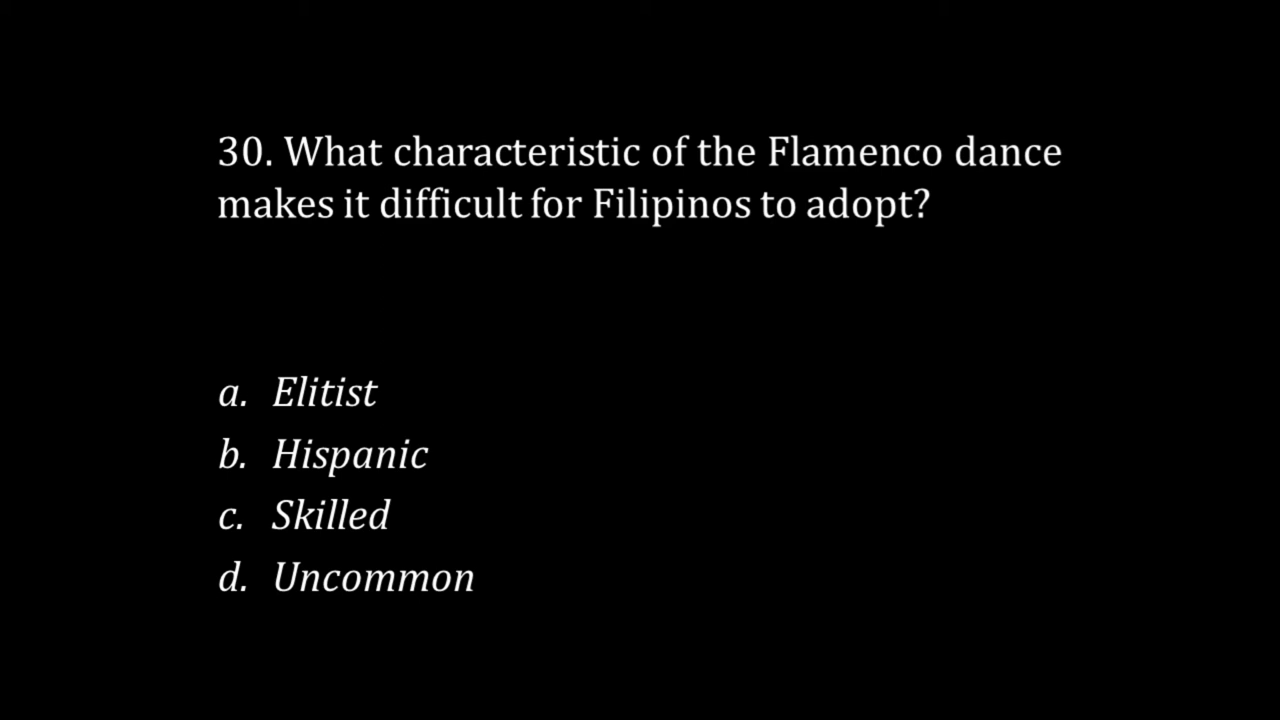 30. What characteristic of the Flamenco dance
makes it difficult for Filipinos to adopt?
a. Elitist
b. Hispanic
c. Skilled
d. Uncommon